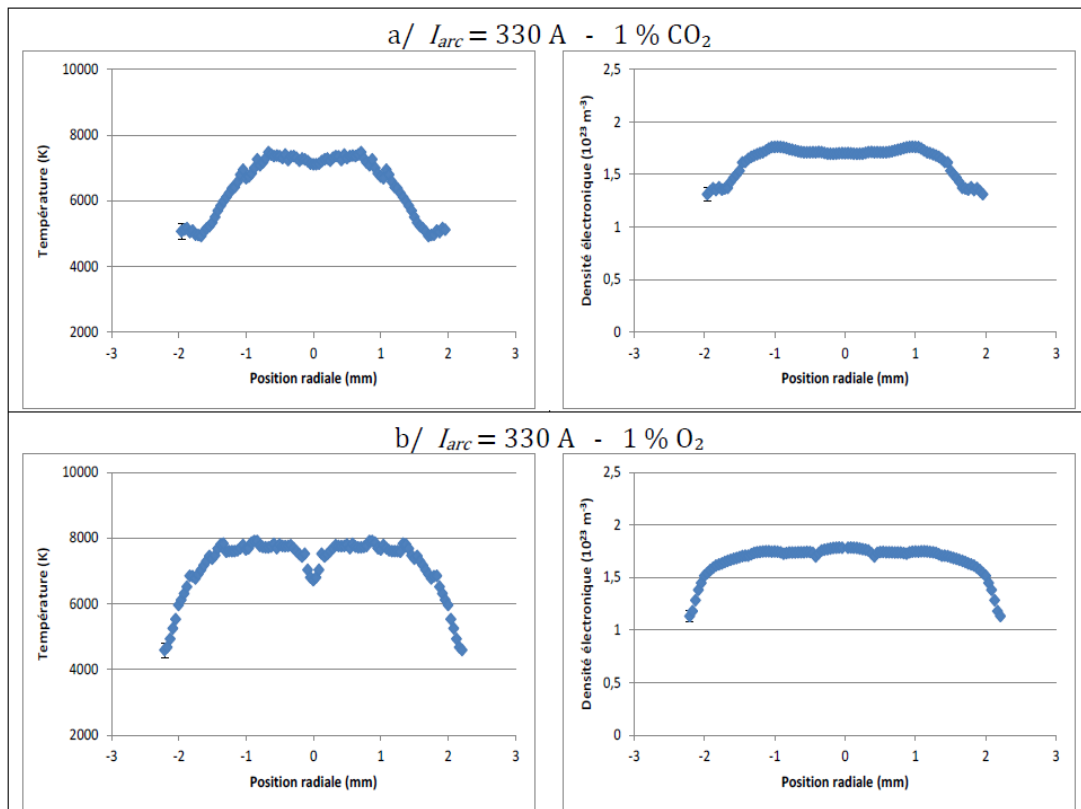 a/ I_arc = 330 A - 1 % CO₂
Température (K)
10000
8000
6000
4000
2000
-3 -2 -1 0 1 2 3
Position radiale (mm)
Densité électronique (10²³ m⁻³)
2,5
2
1,5
1
0,5
0
-3 -2 -1 0 1 2 3
Position radiale (mm)
b/ I_arc = 330 A - 1 % O₂
Température (K)
10000
8000
6000
4000
2000
-3 -2 -1 0 1 2 3
Position radiale (mm)
Densité électronique (10²³ m⁻³)
2,5
2
1,5
1
0,5
0
-3 -2 -1 0 1 2 3
Position radiale (mm)